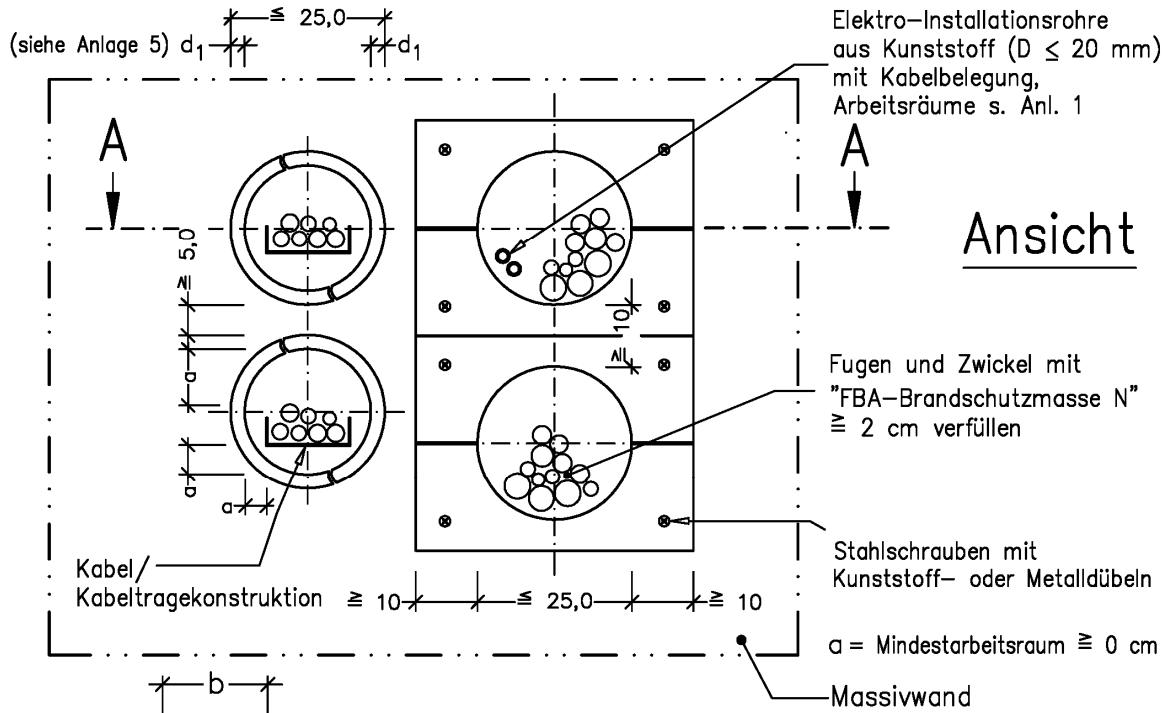 ≦ 25,0
(siehe Anlage 5) d1
d1
Elektro-Installationsrohre
aus Kunststoff (D ≤ 20 mm)
mit Kabelbelegung,
Arbeitsräume s. Anl. 1
A
A
Ansicht
≧ 5,0
≧ 10
a
a
a
Fugen und Zwickel mit
"FBA-Brandschutzmasse N"
≧ 2 cm verfüllen
Kabel/
Kabeltragekonstruktion
≧ 10
≦ 25,0
≧ 10
Stahlschrauben mit
Kunststoff- oder Metalldübeln
a = Mindestarbeitsraum ≧ 0 cm
b
Massivwand